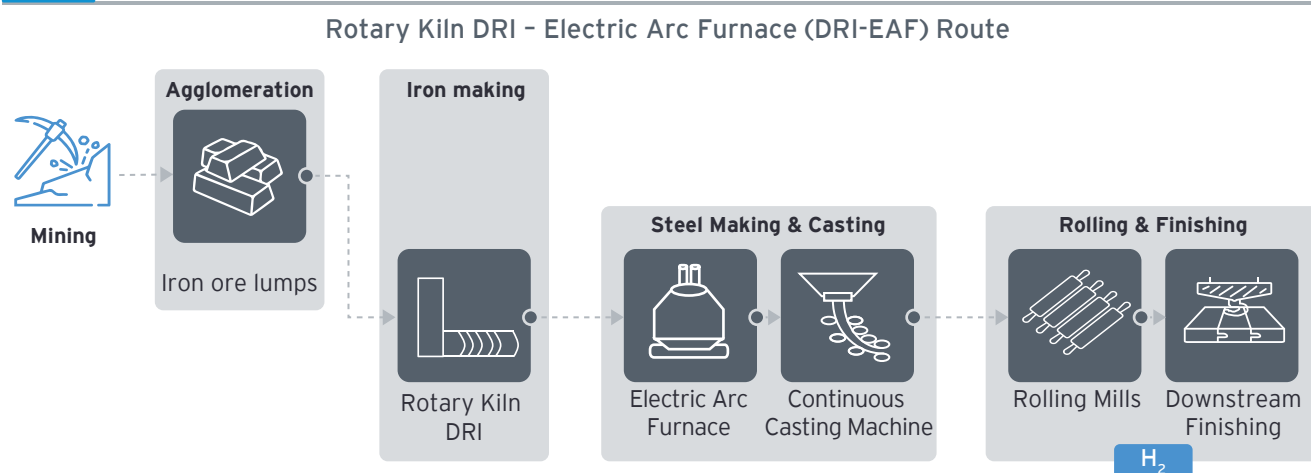 Rotary Kiln DRI – Electric Arc Furnace (DRI-EAF) Route
Agglomeration
Iron making
Mining
Iron ore lumps
Steel Making & Casting
Rolling & Finishing
Rotary Kiln
DRI
Electric Arc
Furnace
Continuous
Casting Machine
Rolling Mills
Downstream
Finishing
H₂